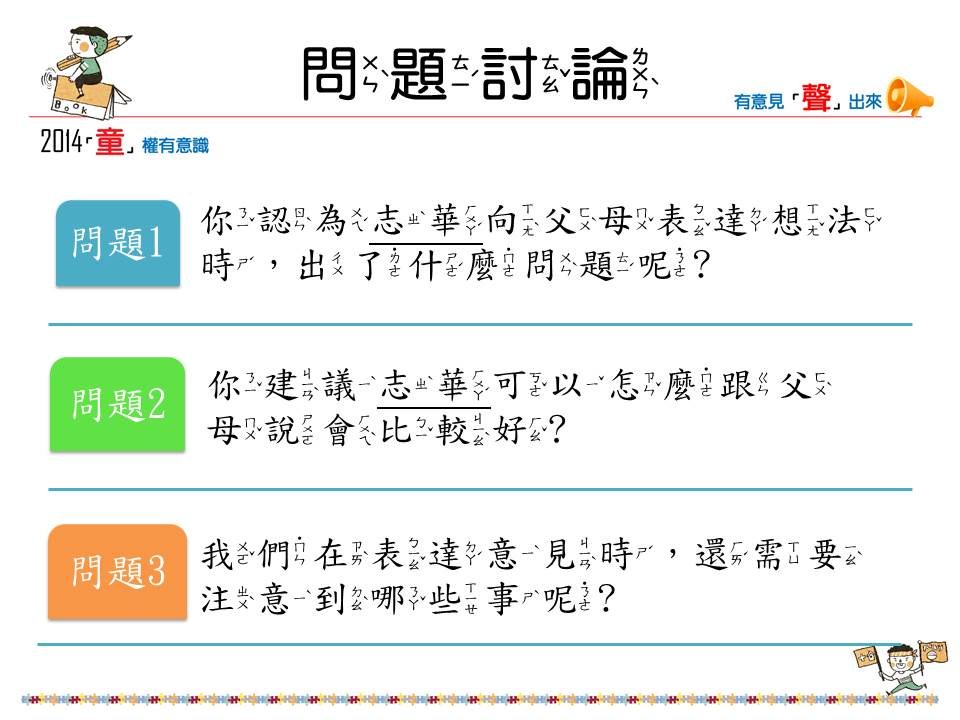 問題討論
有意見「聲」出來
Book
2014「童」權有意識
問題1
你認為志華向父母表達想法
時，出了什麼問題呢？
問題2
你建議志華可以怎麼跟父
母說會比較好？
問題3
我們在表達意見時，還需要
注意到哪些事呢？